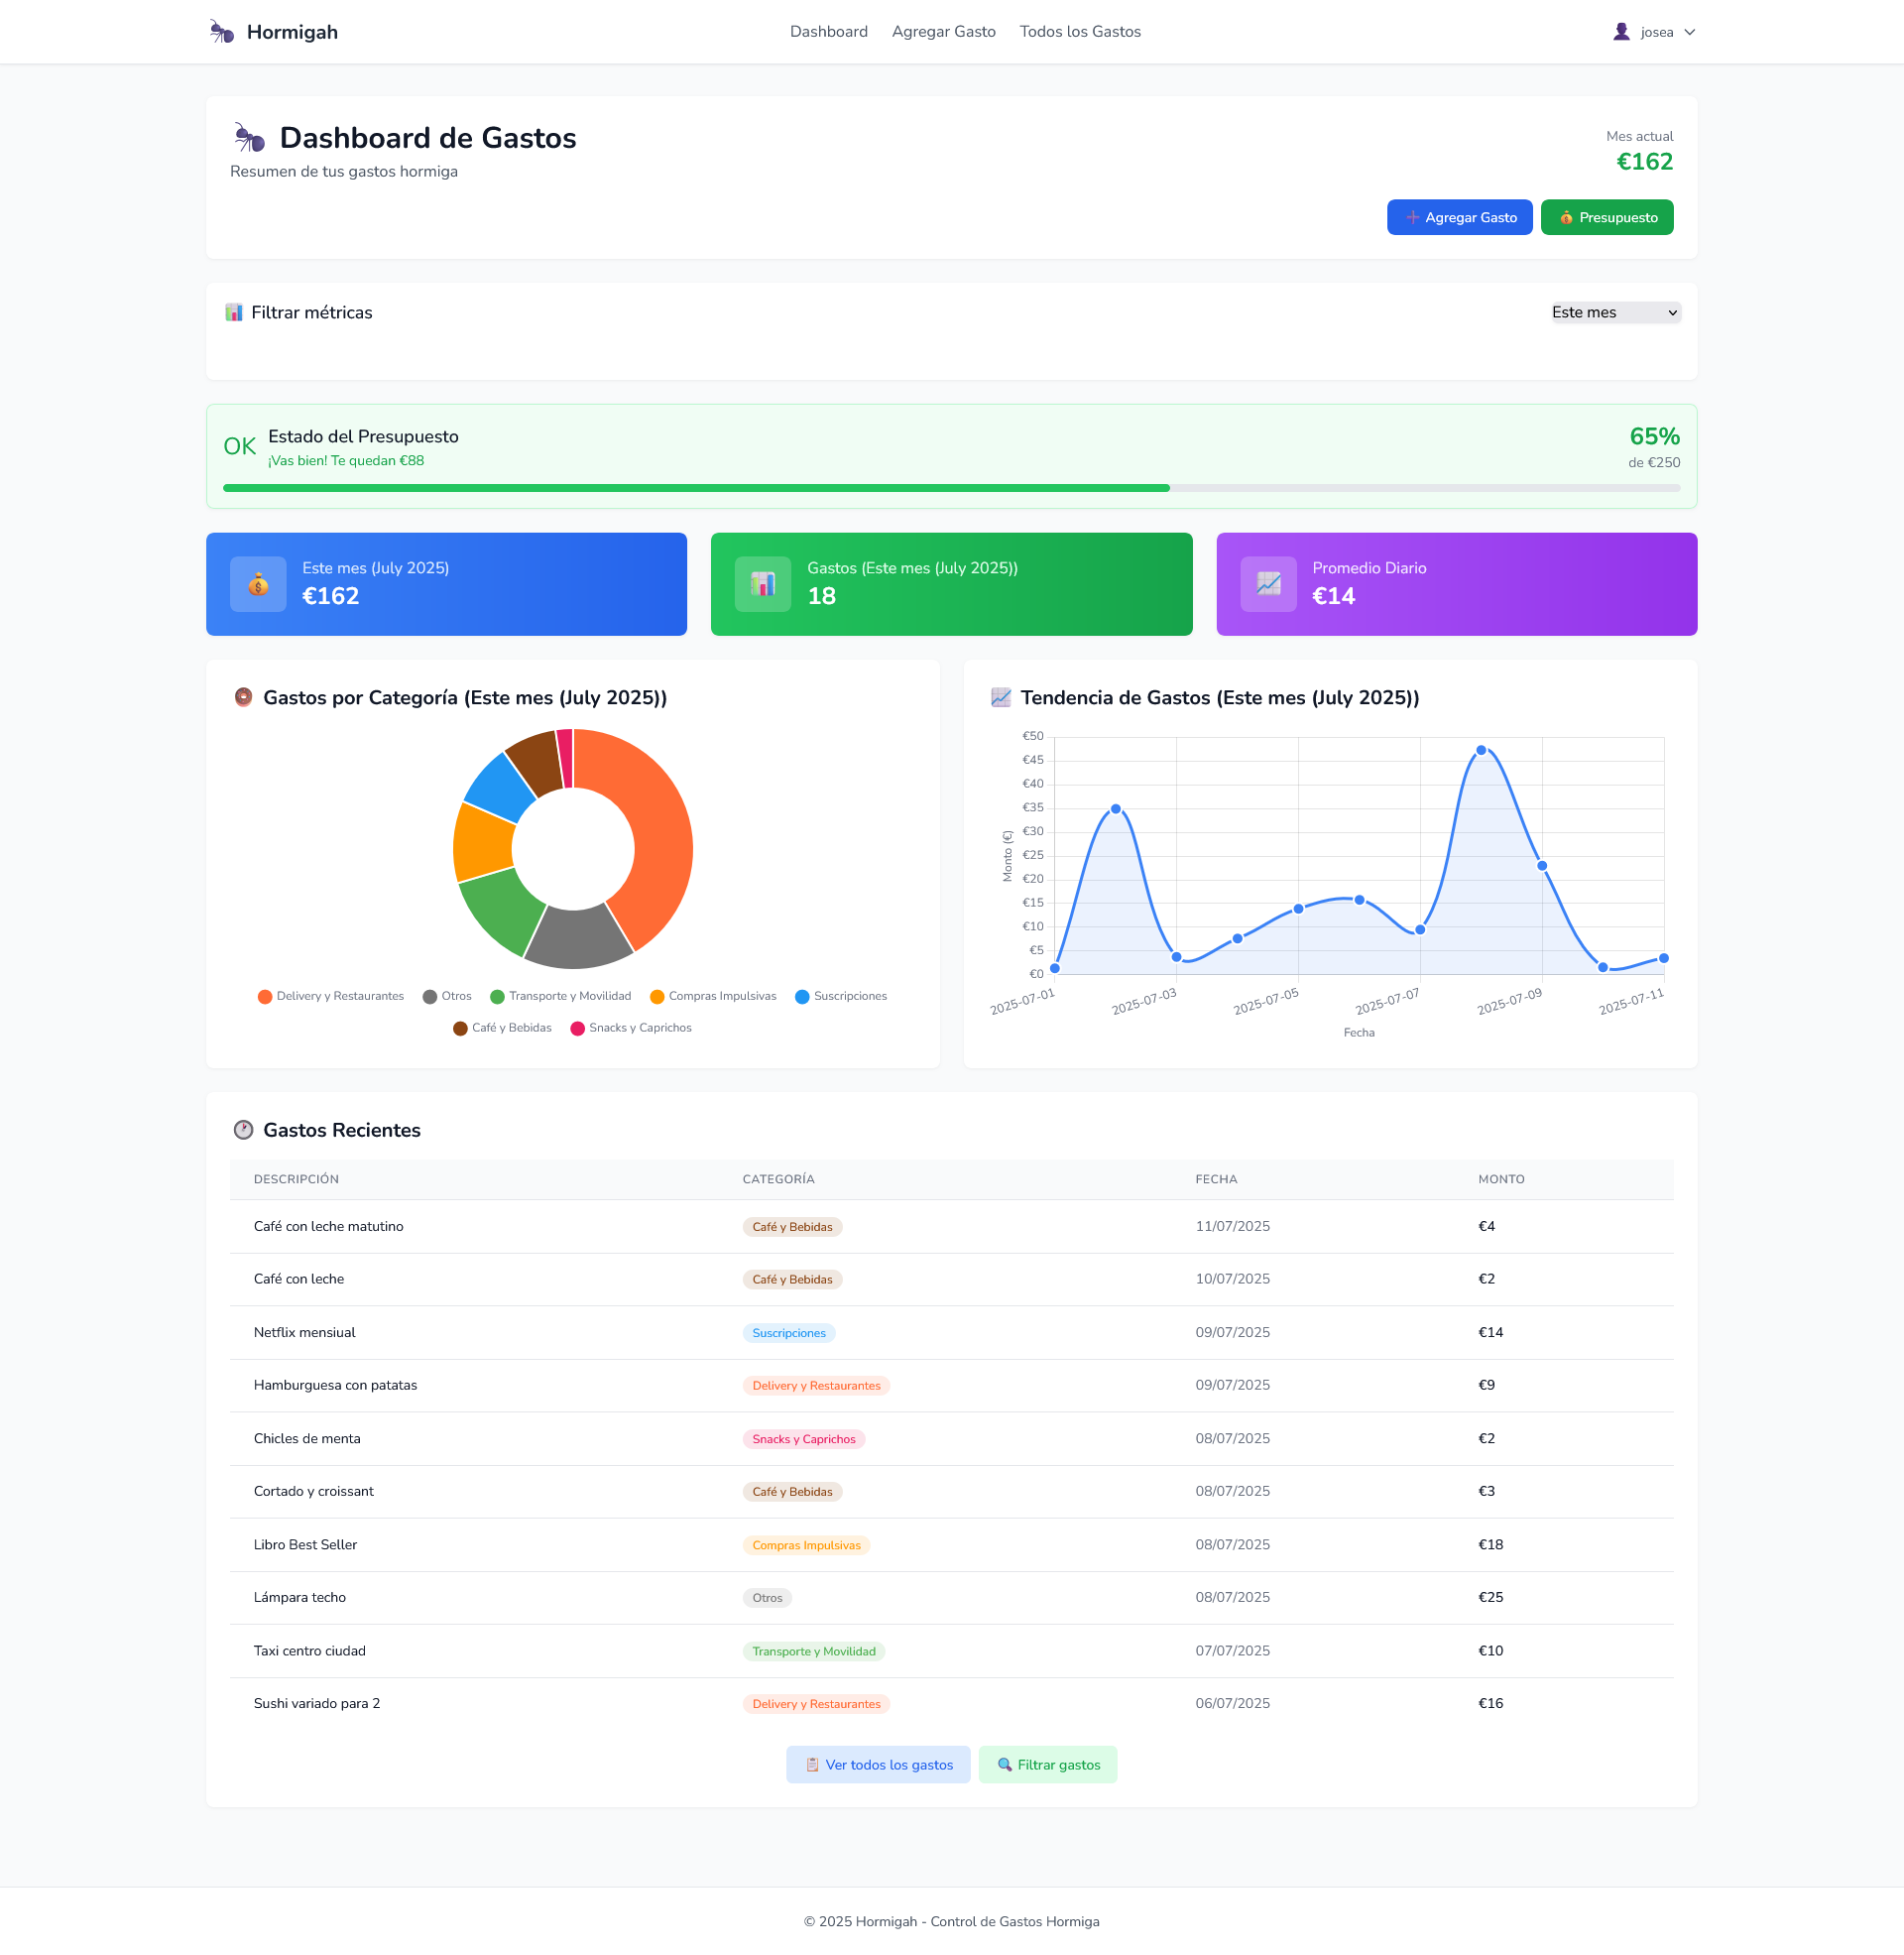 Hormigah
Dashboard Agregar Gasto Todos los Gastos
josea
Dashboard de Gastos
Resumen de tus gastos hormiga
Mes actual
€162
Agregar Gasto
Presupuesto
Filtrar métricas
Este mes
OK
Estado del Presupuesto
¡Vas bien! Te quedan €88
65%
de €250
Este mes (July 2025)
€162
Gastos (Este mes (July 2025))
18
Promedio Diario
€14
Gastos por Categoría (Este mes (July 2025))
Delivery y Restaurantes Otros Transporte y Movilidad Compras Impulsivas Suscripciones
Café y Bebidas Snacks y Caprichos
Tendencia de Gastos (Este mes (July 2025))
€50
€45
€40
€35
€30
€25
€20
€15
€10
€5
€0
Monto (€)
2025-07-01 2025-07-03 2025-07-05 2025-07-07 2025-07-09 2025-07-11
Fecha
Gastos Recientes
DESCRIPCIÓN CATEGORÍA FECHA MONTO
Café con leche matutino Café y Bebidas 11/07/2025 €4
Café con leche Café y Bebidas 10/07/2025 €2
Netflix mensiual Suscripciones 09/07/2025 €14
Hamburguesa con patatas Delivery y Restaurantes 09/07/2025 €9
Chicles de menta Snacks y Caprichos 08/07/2025 €2
Cortado y croissant Café y Bebidas 08/07/2025 €3
Libro Best Seller Compras Impulsivas 08/07/2025 €18
Lámpara techo Otros 08/07/2025 €25
Taxi centro ciudad Transporte y Movilidad 07/07/2025 €10
Sushi variado para 2 Delivery y Restaurantes 06/07/2025 €16
Ver todos los gastos
Filtrar gastos
© 2025 Hormigah - Control de Gastos Hormiga